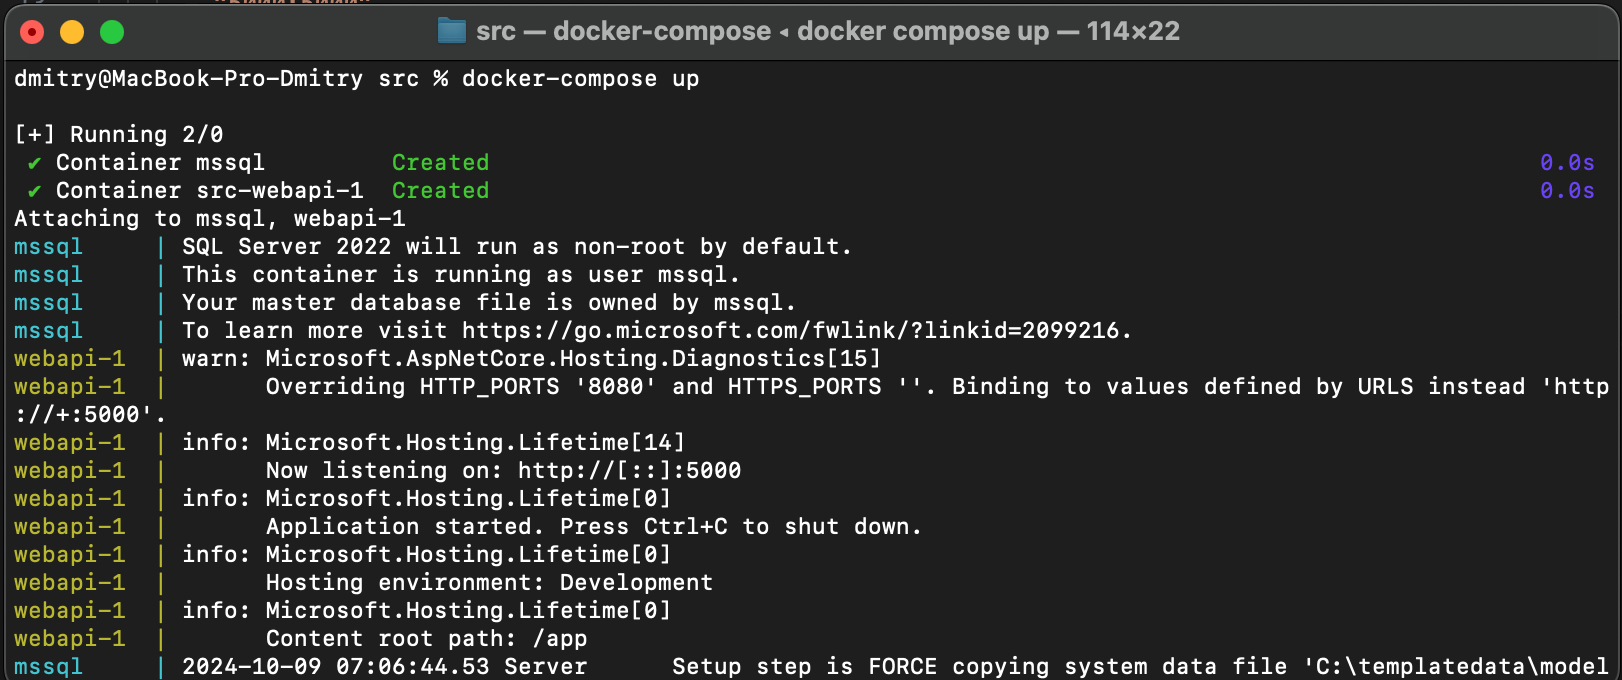 src — docker-compose ◂ docker compose up — 114×22
dmitry@MacBook-Pro-Dmitry src % docker-compose up
[+] Running 2/0
✔ Container mssql Created 0.0s
✔ Container src-webapi-1 Created 0.0s
Attaching to mssql, webapi-1
mssql | SQL Server 2022 will run as non-root by default.
mssql | This container is running as user mssql.
mssql | Your master database file is owned by mssql.
mssql | To learn more visit https://go.microsoft.com/fwlink/?linkid=2099216.
webapi-1 | warn: Microsoft.AspNetCore.Hosting.Diagnostics[15]
webapi-1 | Overriding HTTP_PORTS '8080' and HTTPS_PORTS ''. Binding to values defined by URLS instead 'http
://+:5000'.
webapi-1 | info: Microsoft.Hosting.Lifetime[14]
webapi-1 | Now listening on: http://[::]:5000
webapi-1 | info: Microsoft.Hosting.Lifetime[0]
webapi-1 | Application started. Press Ctrl+C to shut down.
webapi-1 | info: Microsoft.Hosting.Lifetime[0]
webapi-1 | Hosting environment: Development
webapi-1 | info: Microsoft.Hosting.Lifetime[0]
webapi-1 | Content root path: /app
mssql | 2024-10-09 07:06:44.53 Server Setup step is FORCE copying system data file 'C:\templatedata\model